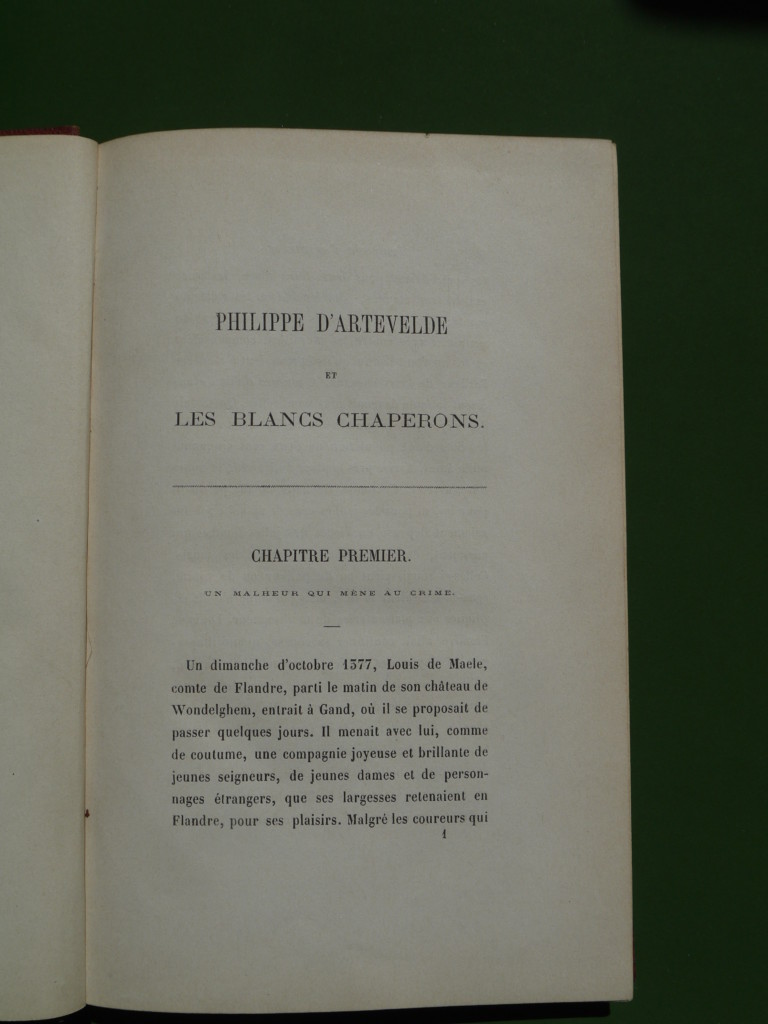 PHILIPPE D'ARTEVELDE
ET
LES BLANCS CHAPERONS.
CHAPITRE PREMIER.
UN MALHEUR QUI MÈNE AU CRIME.
Un dimanche d'octobre 1377, Louis de Maele,
comte de Flandre, parti le matin de son château de
Wondelghem, entrait à Gand, où il se proposait de
passer quelques jours. Il menait avec lui, comme
de coutume, une compagnie joyeuse et brillante de
jeunes seigneurs, de jeunes dames et de person-
nages étrangers, que ses largesses retenaient en
Flandre, pour ses plaisirs. Malgré les coureurs qui
1